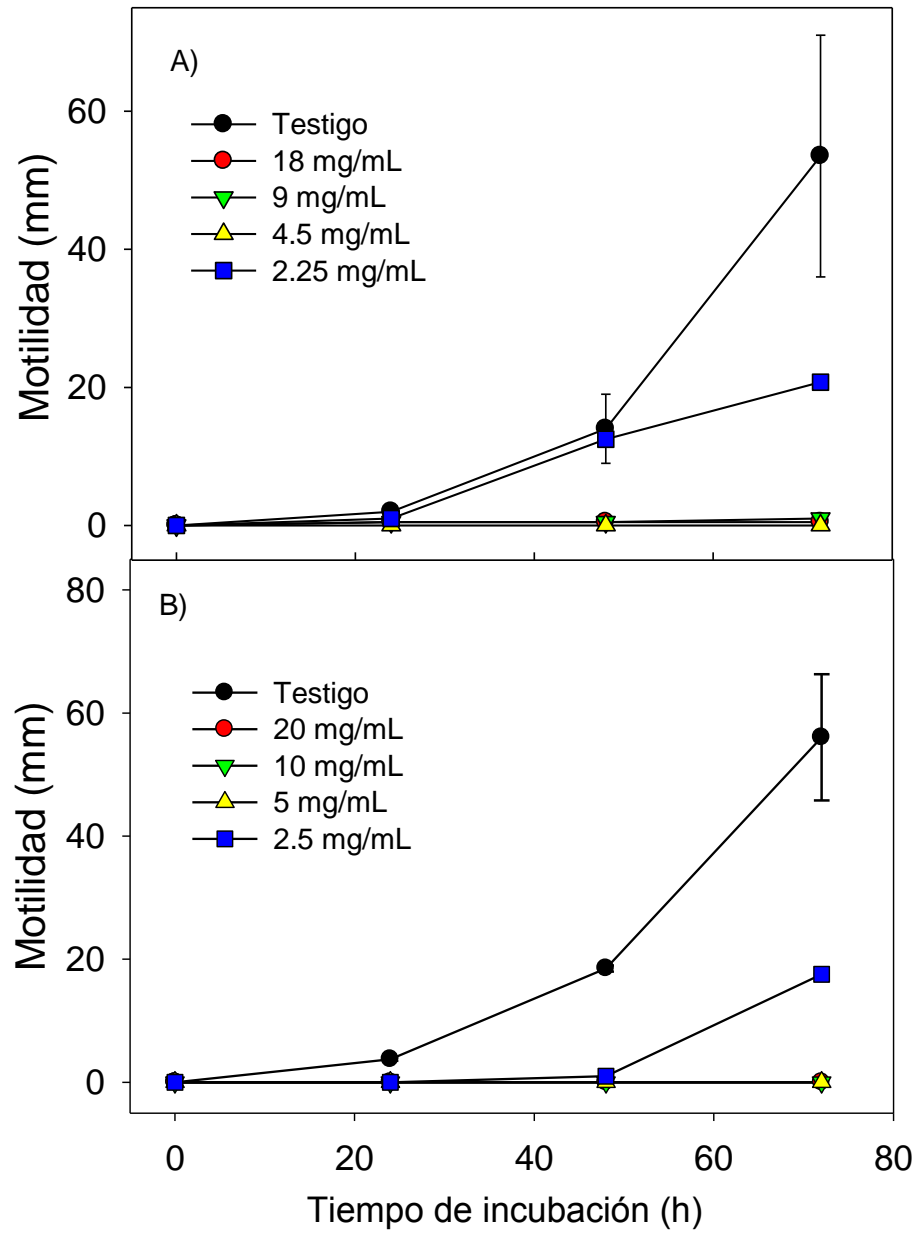 A)
Testigo
18 mg/mL
9 mg/mL
4.5 mg/mL
2.25 mg/mL
Motilidad (mm)
60
40
20
0
B)
Testigo
20 mg/mL
10 mg/mL
5 mg/mL
2.5 mg/mL
Motilidad (mm)
80
60
40
20
0
0 20 40 60 80
Tiempo de incubación (h)